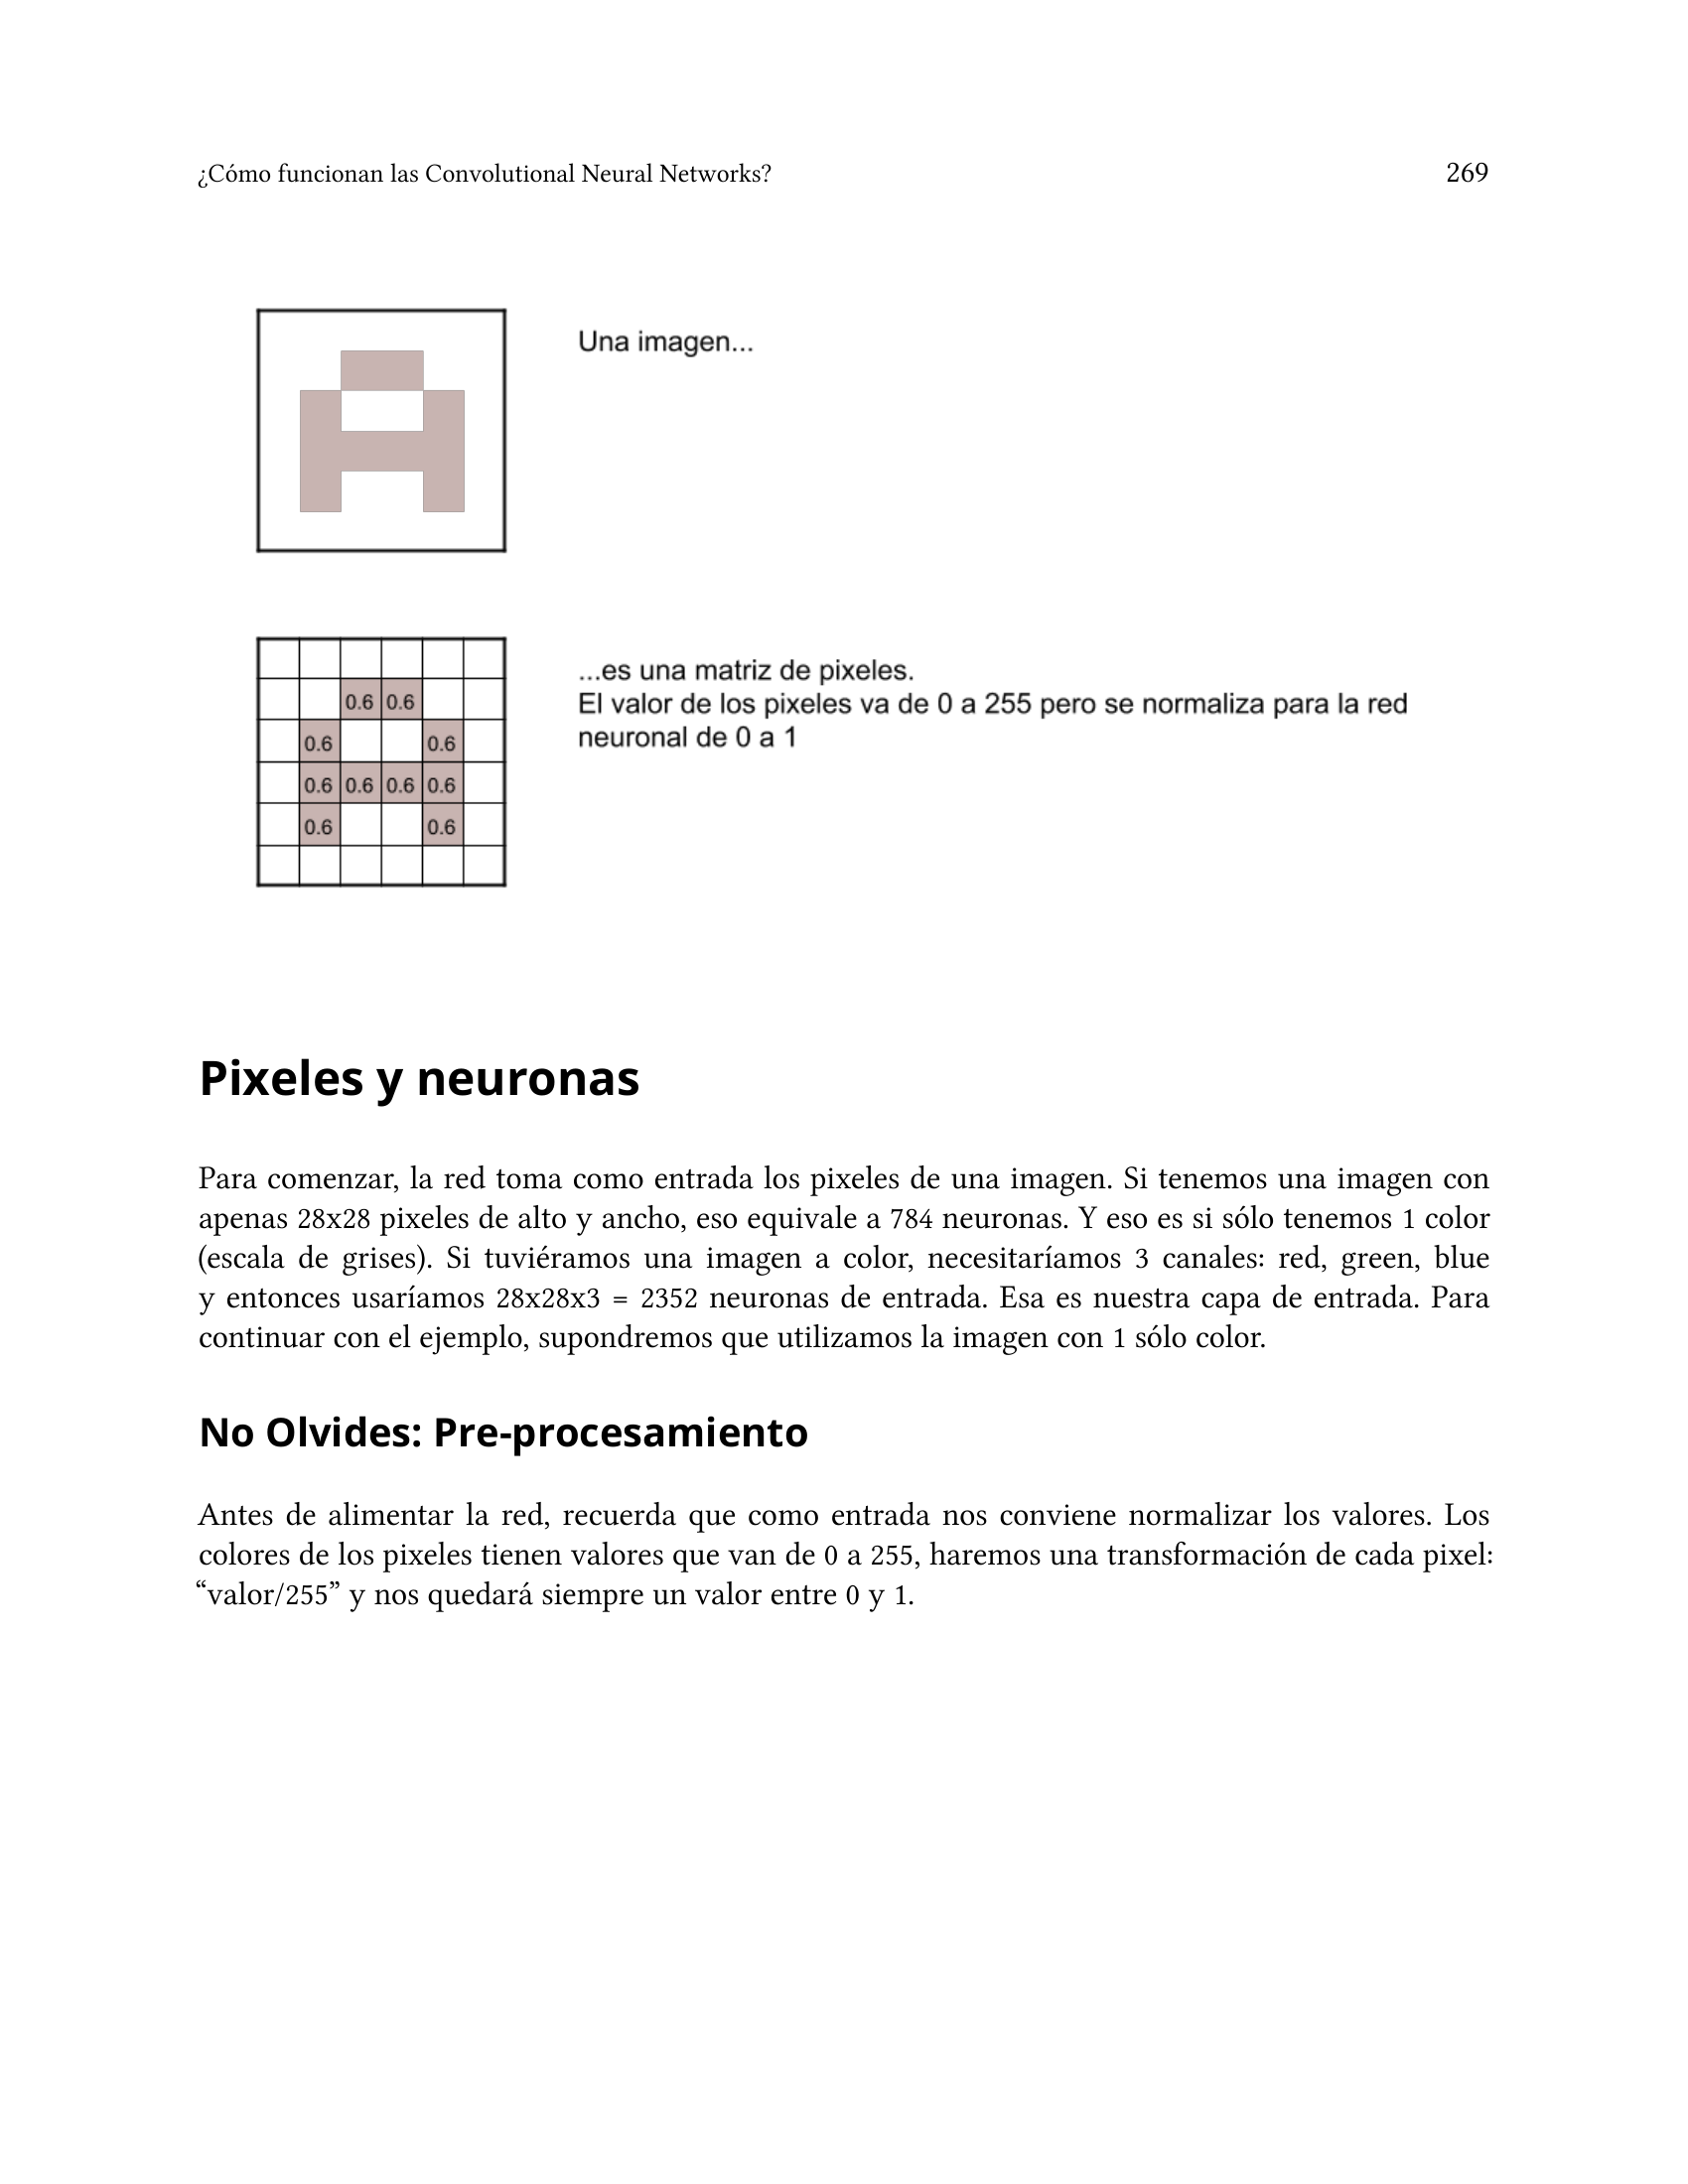 ¿Cómo funcionan las Convolutional Neural Networks? 269
Una imagen...
...es una matriz de pixeles.
El valor de los pixeles va de 0 a 255 pero se normaliza para la red
neuronal de 0 a 1
0.6 0.6
0.6 0.6
0.6 0.6 0.6 0.6
0.6 0.6
Pixeles y neuronas
Para comenzar, la red toma como entrada los pixeles de una imagen. Si tenemos una imagen con
apenas 28x28 pixeles de alto y ancho, eso equivale a 784 neuronas. Y eso es si sólo tenemos 1 color
(escala de grises). Si tuviéramos una imagen a color, necesitaríamos 3 canales: red, green, blue
y entonces usaríamos 28x28x3 = 2352 neuronas de entrada. Esa es nuestra capa de entrada. Para
continuar con el ejemplo, supondremos que utilizamos la imagen con 1 sólo color.
No Olvides: Pre-procesamiento
Antes de alimentar la red, recuerda que como entrada nos conviene normalizar los valores. Los
colores de los pixeles tienen valores que van de 0 a 255, haremos una transformación de cada pixel:
“valor/255” y nos quedará siempre un valor entre 0 y 1.